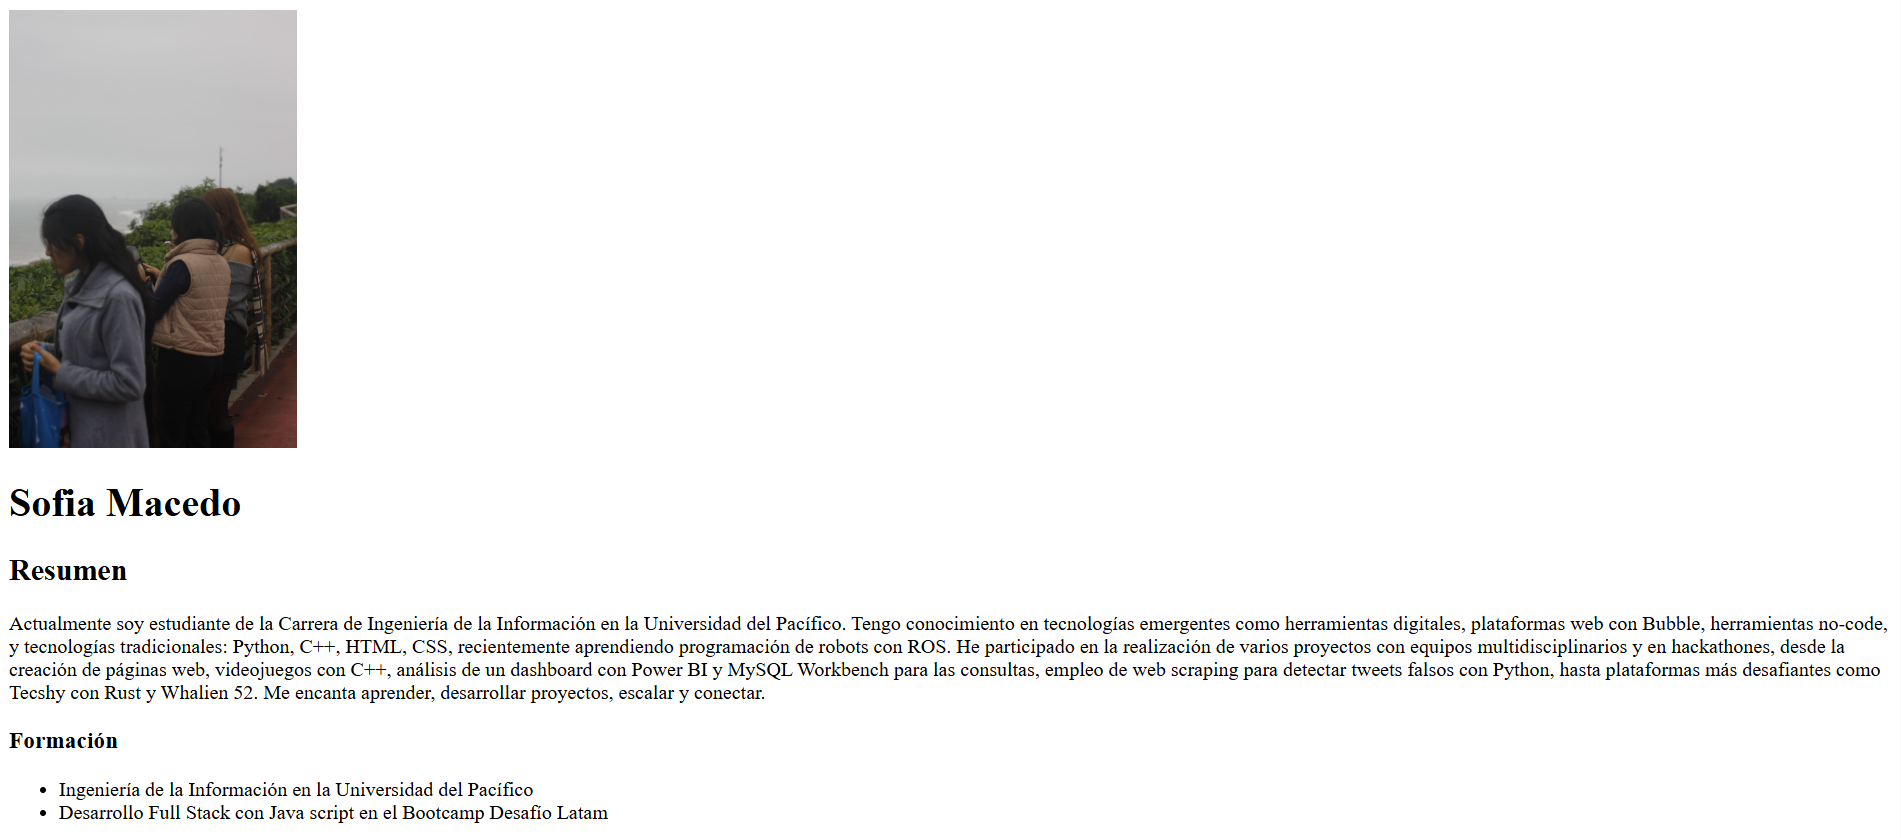 Sofia Macedo
Resumen
Actualmente soy estudiante de la Carrera de Ingeniería de la Información en la Universidad del Pacífico. Tengo conocimiento en tecnologías emergentes como herramientas digitales, plataformas web con Bubble, herramientas no-code,
y tecnologías tradicionales: Python, C++, HTML, CSS, recientemente aprendiendo programación de robots con ROS. He participado en la realización de varios proyectos con equipos multidisciplinarios y en hackathones, desde la
creación de páginas web, videojuegos con C++, análisis de un dashboard con Power BI y MySQL Workbench para las consultas, empleo de web scraping para detectar tweets falsos con Python, hasta plataformas más desafiantes como
Tecshy con Rust y Whalien 52. Me encanta aprender, desarrollar proyectos, escalar y conectar.
Formación
• Ingeniería de la Información en la Universidad del Pacífico
• Desarrollo Full Stack con Java script en el Bootcamp Desafío Latam